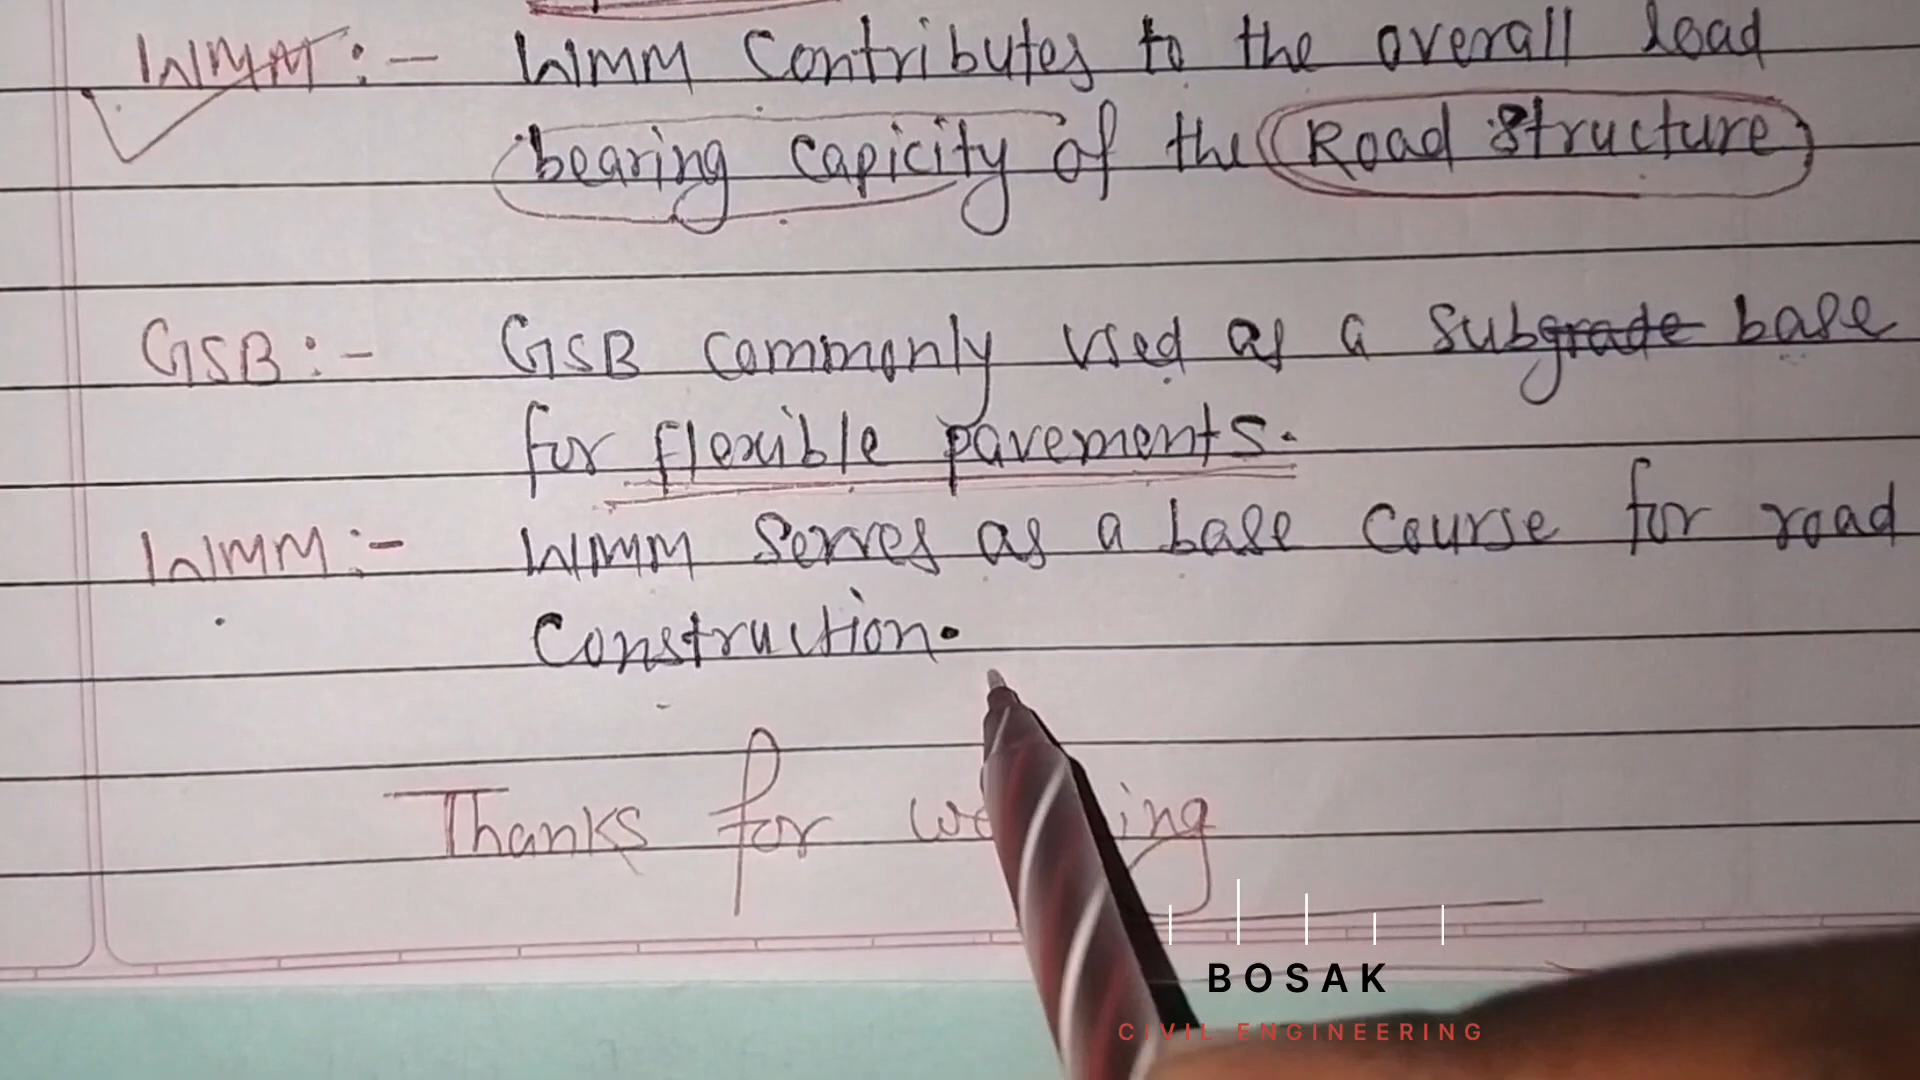 WMM :- WMM Contributes to the overall load
bearing capicity of the Road Structure
GSB :- GSB commonly used as a subgrade base
for flexible pavements.
WMM :- WMM Serves as a base Course for road
Construction.
Thanks for
BOSAK
CIVIL ENGINEERING